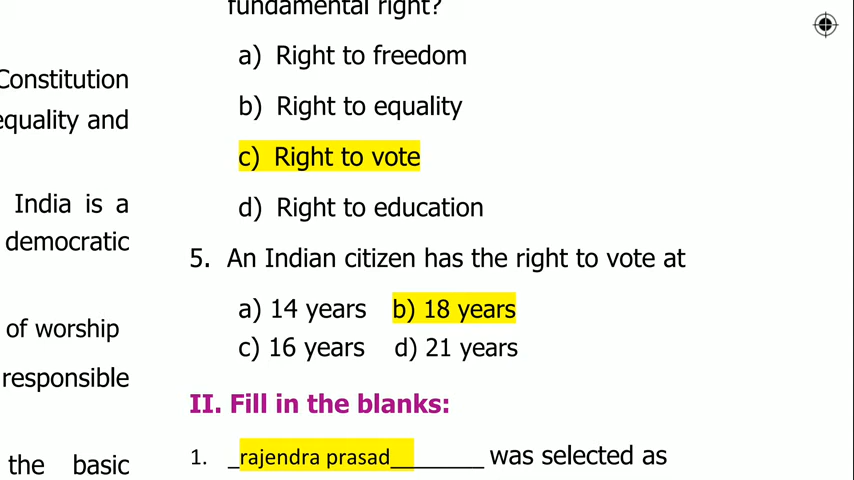 Constitution
equality and
India is a
democratic
of worship
responsible
the basic
fundamental right?
a) Right to freedom
b) Right to equality
c) Right to vote
d) Right to education
5. An Indian citizen has the right to vote at
a) 14 years b) 18 years
c) 16 years d) 21 years
II. Fill in the blanks:
1. _rajendra prasad________ was selected as